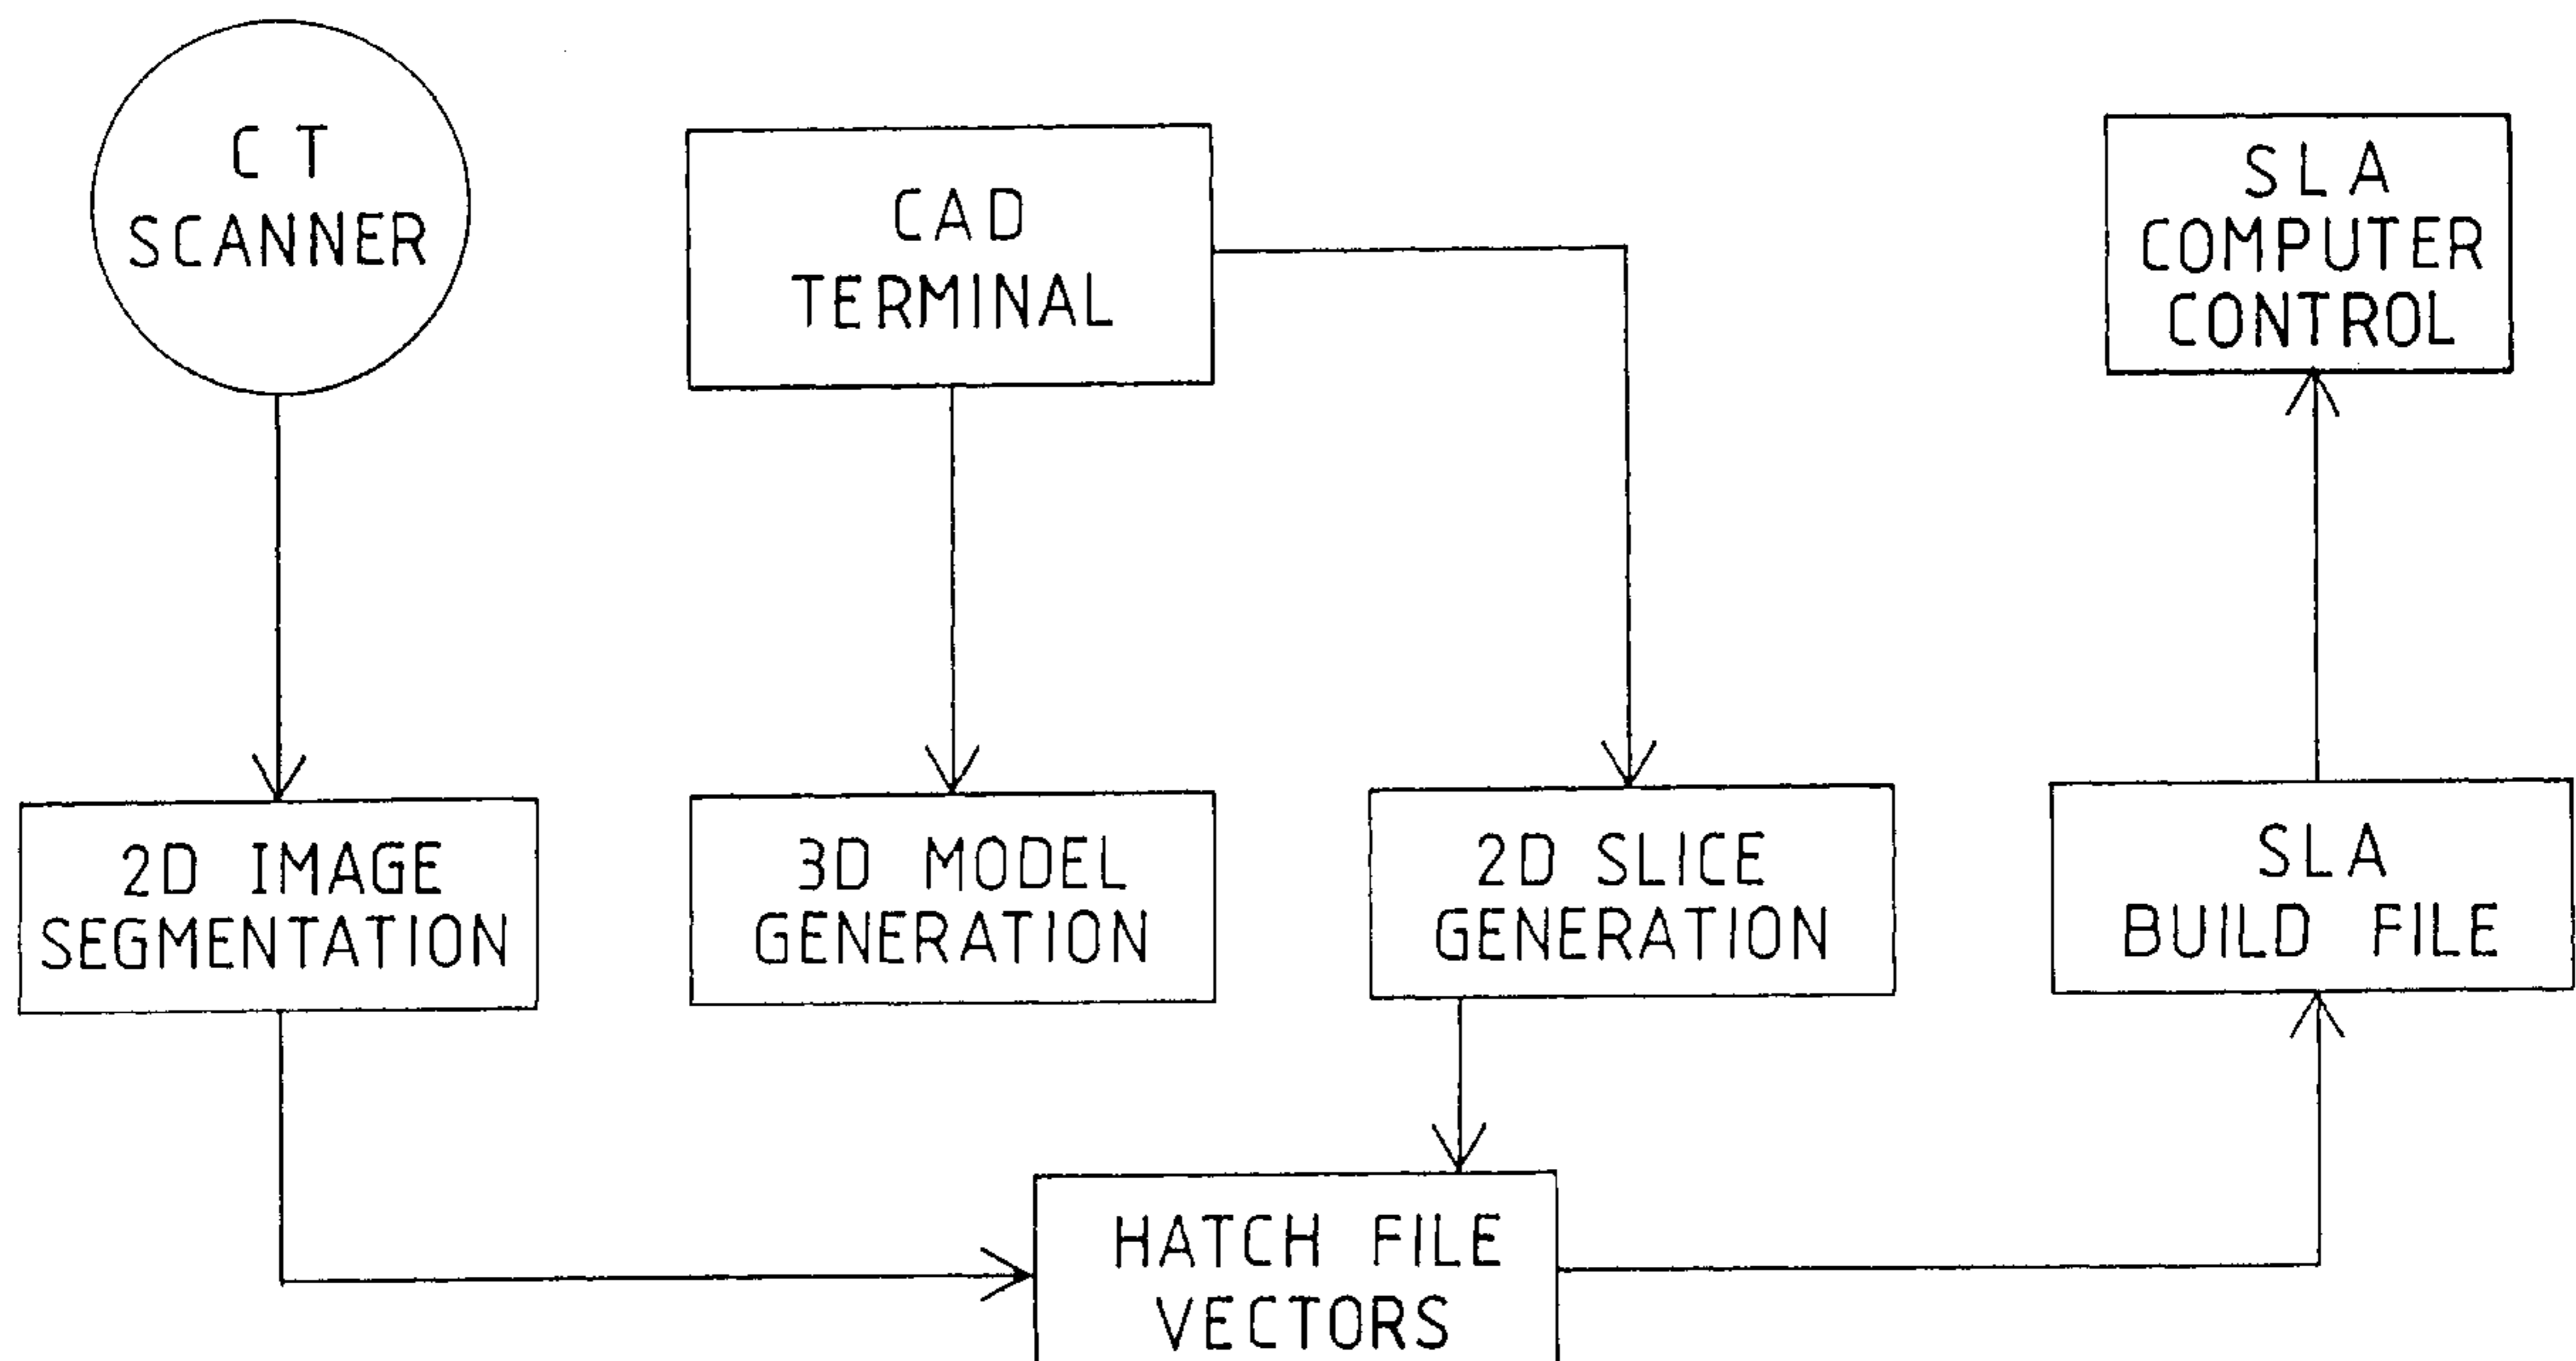 CT
SCANNER
CAD
TERMINAL
SLA
COMPUTER
CONTROL
2D IMAGE
SEGMENTATION
3D MODEL
GENERATION
2D SLICE
GENERATION
SLA
BUILD FILE
HATCH FILE
VECTORS